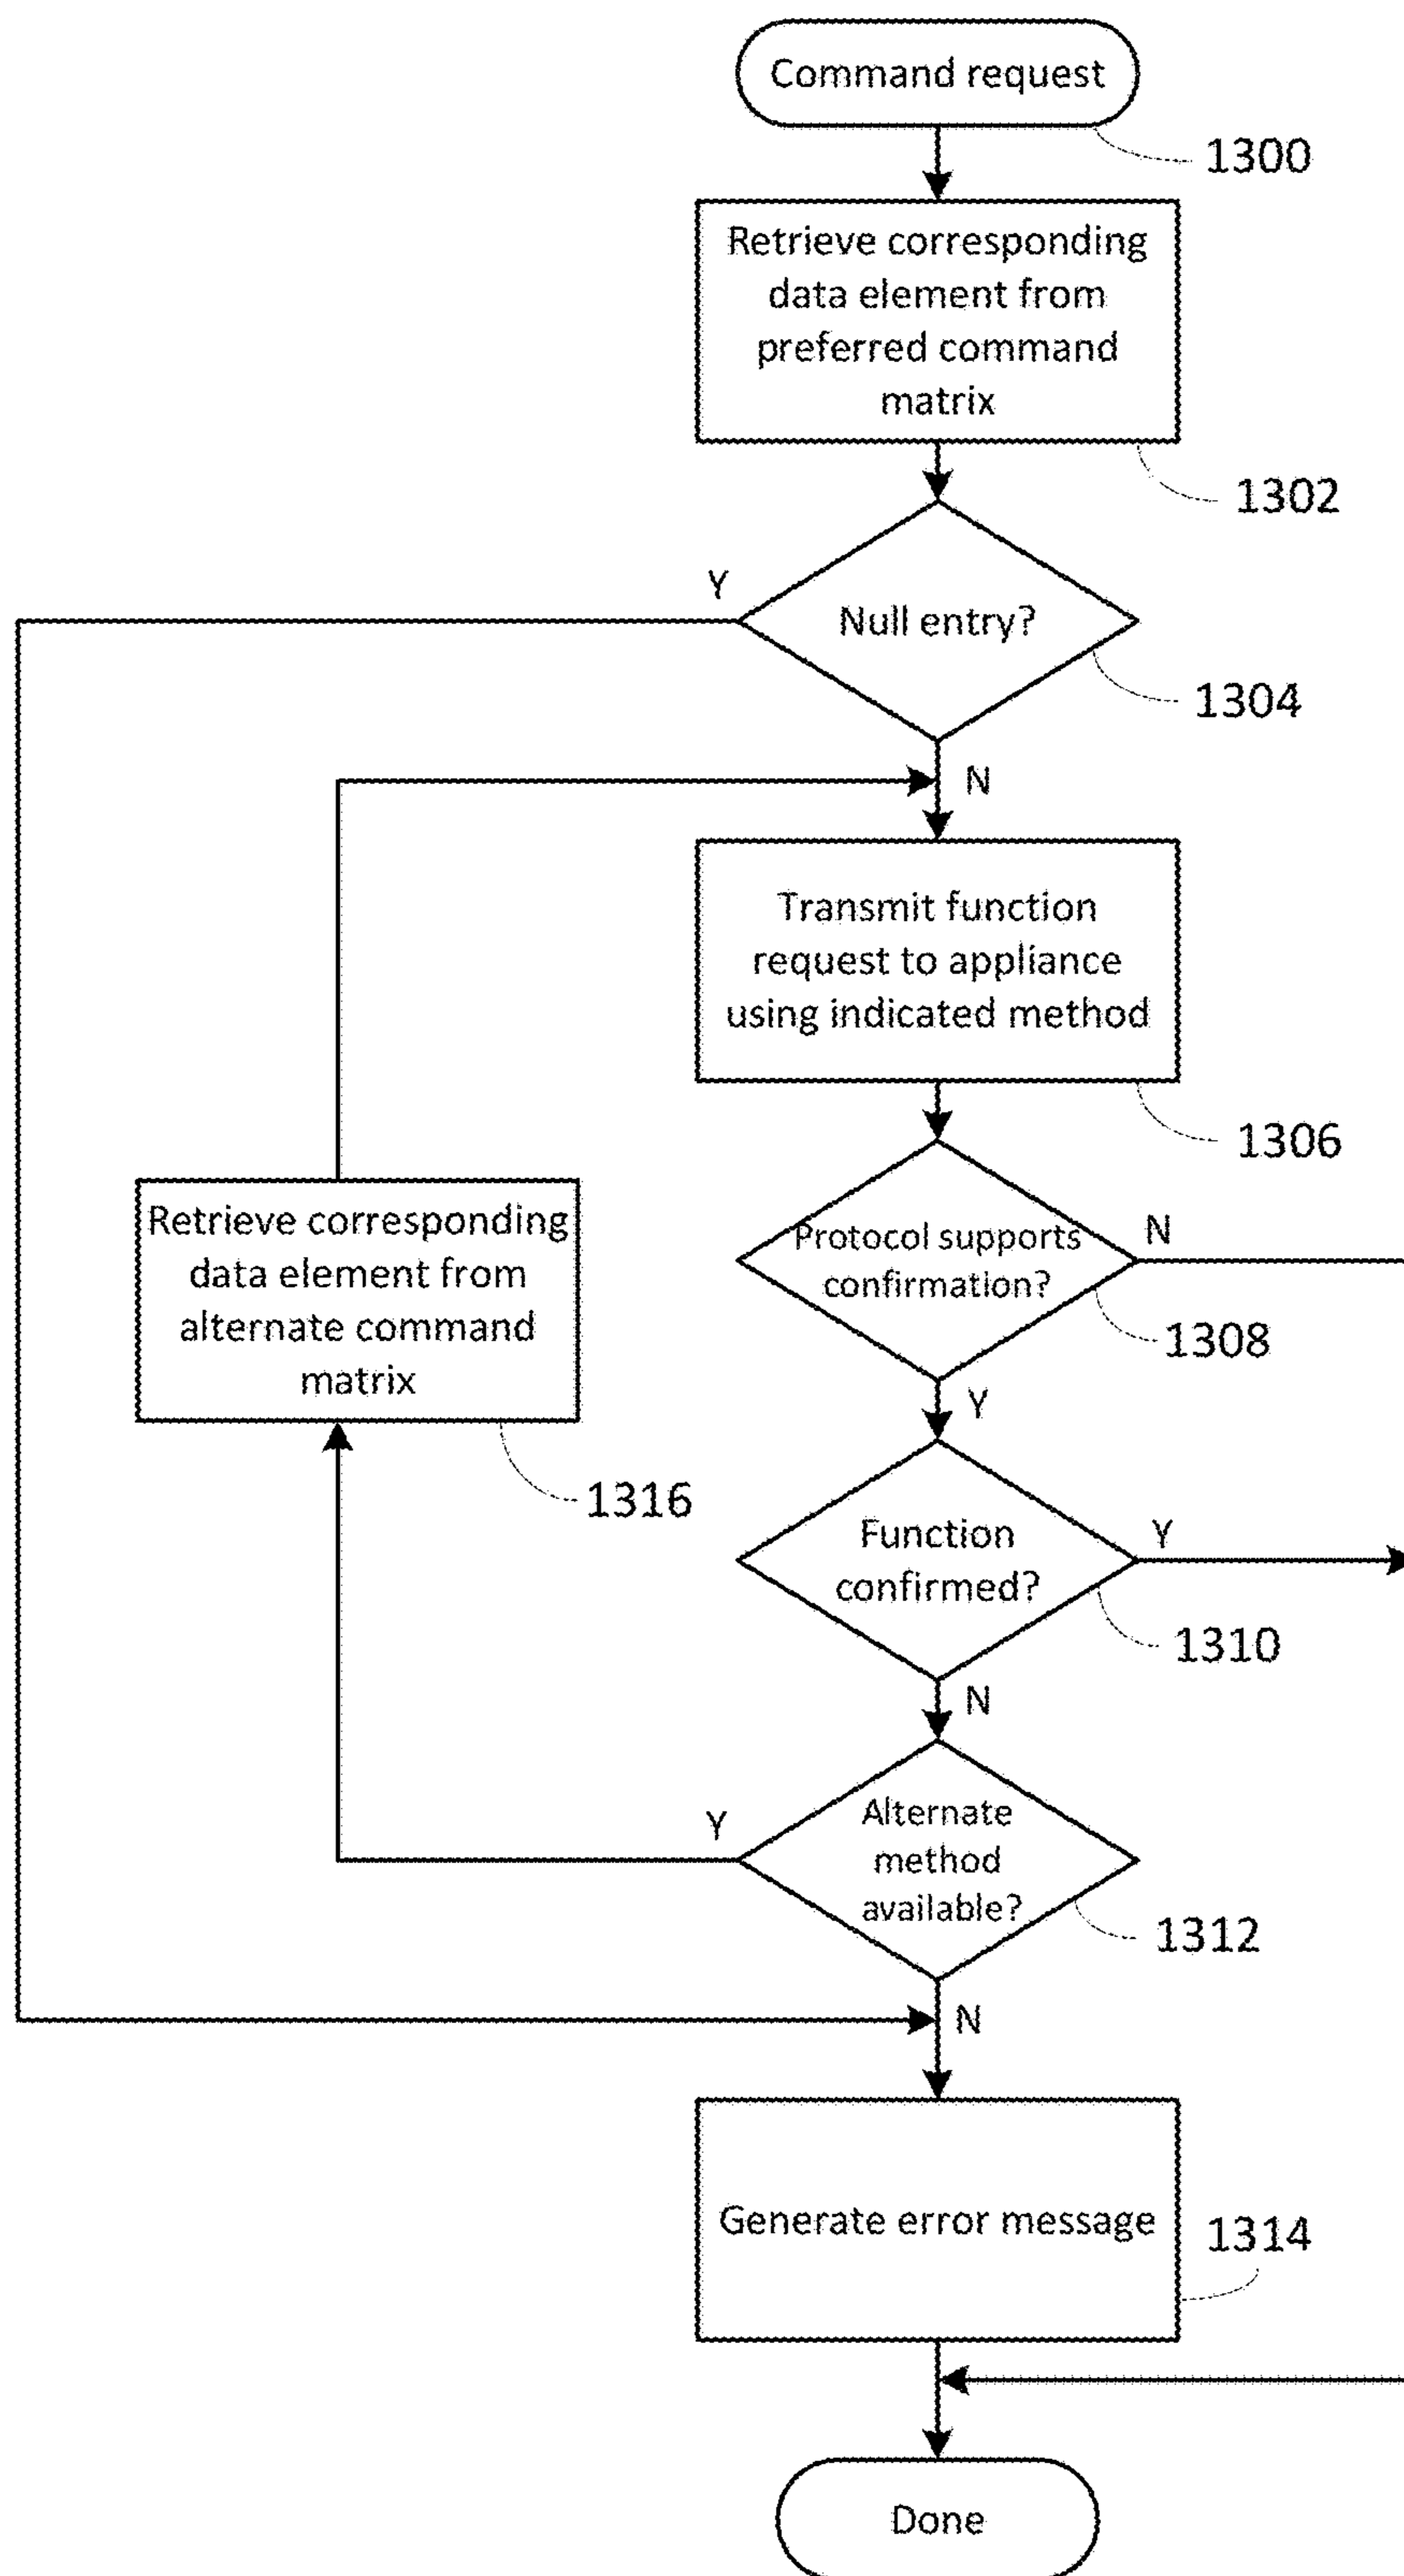 Command request
1300
Retrieve corresponding
data element from
preferred command
matrix
1302
Y
Null entry?
1304
N
Transmit function
request to appliance
using indicated method
1306
Retrieve corresponding
data element from
alternate command
matrix
1316
Protocol supports
confirmation?
N
1308
Y
Function
confirmed?
Y
1310
N
Y
Alternate
method
available?
1312
N
Generate error message
1314
Done